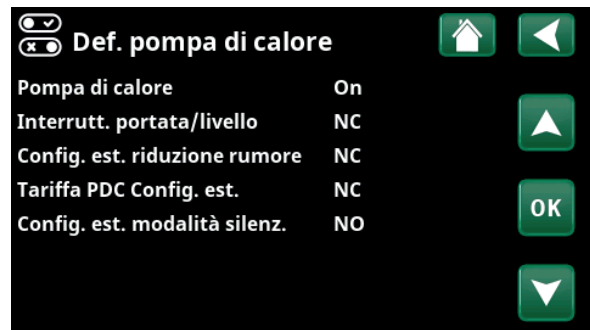 Def. pompa di calore
Pompa di calore On
Interrutt. portata/livello NC
Config. est. riduzione rumore NC
Tariffa PDC Config. est. NC
OK
Config. est. modalità silenz. NO